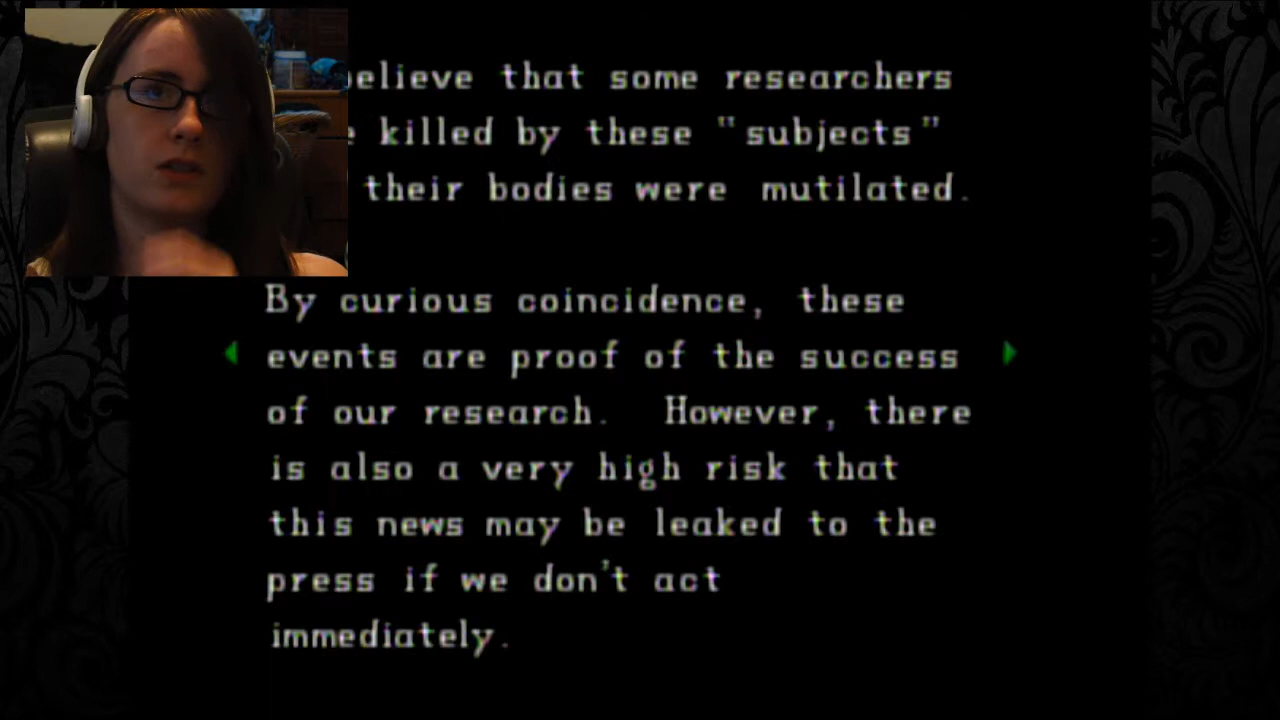 believe that some researchers
killed by these "subjects"
their bodies were mutilated.
By curious coincidence, these
events are proof of the success
of our research. However, there
is also a very high risk that
this news may be leaked to the
press if we don't act
immediately.